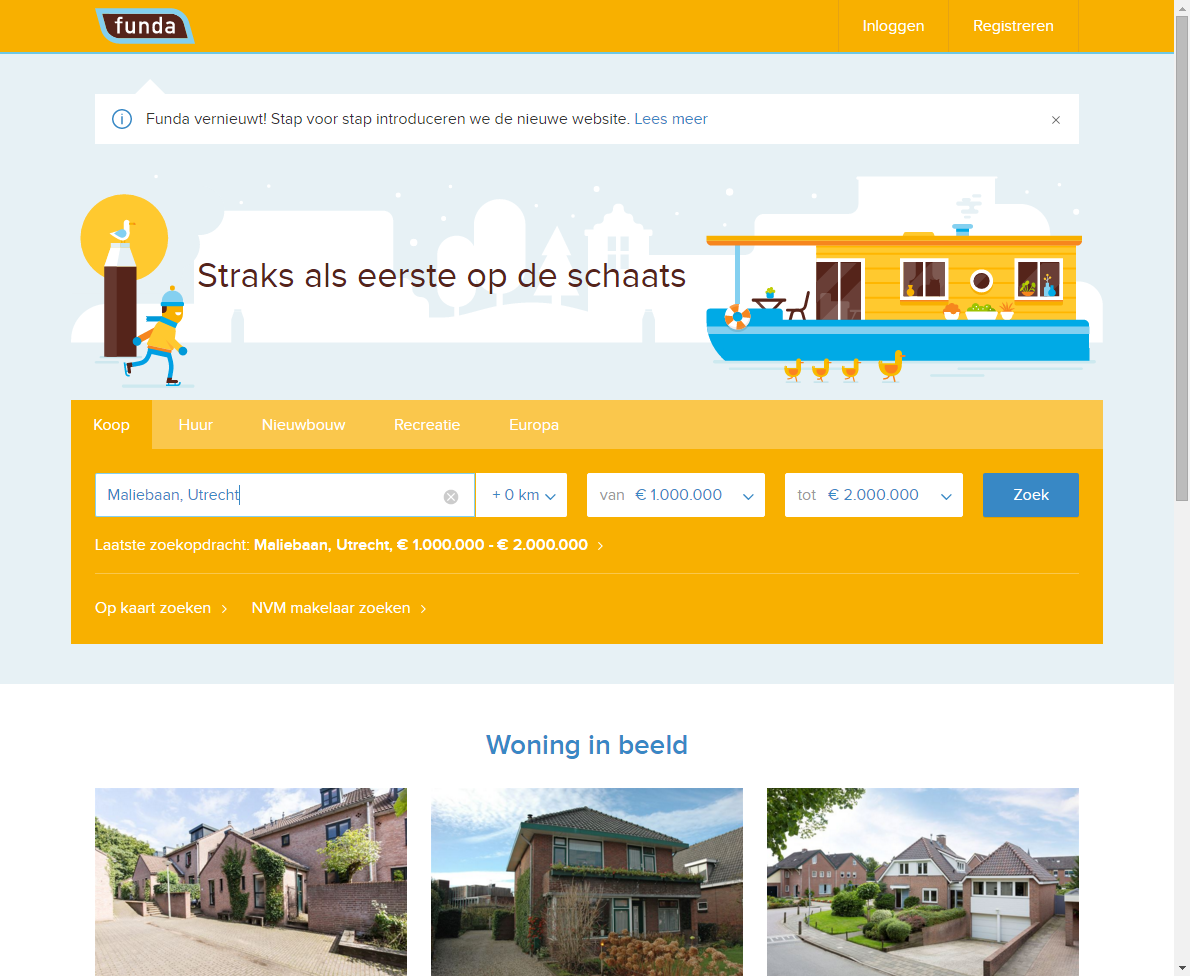 funda
Inloggen
Registreren
Funda vernieuwt! Stap voor stap introduceren we de nieuwe website. Lees meer
Straks als eerste op de schaats
Koop
Huur
Nieuwbouw
Recreatie
Europa
Maliebaan, Utrecht
+ 0 km
van € 1.000.000
tot € 2.000.000
Zoek
Laatste zoekopdracht: Maliebaan, Utrecht, € 1.000.000 - € 2.000.000
Op kaart zoeken
NVM makelaar zoeken
Woning in beeld